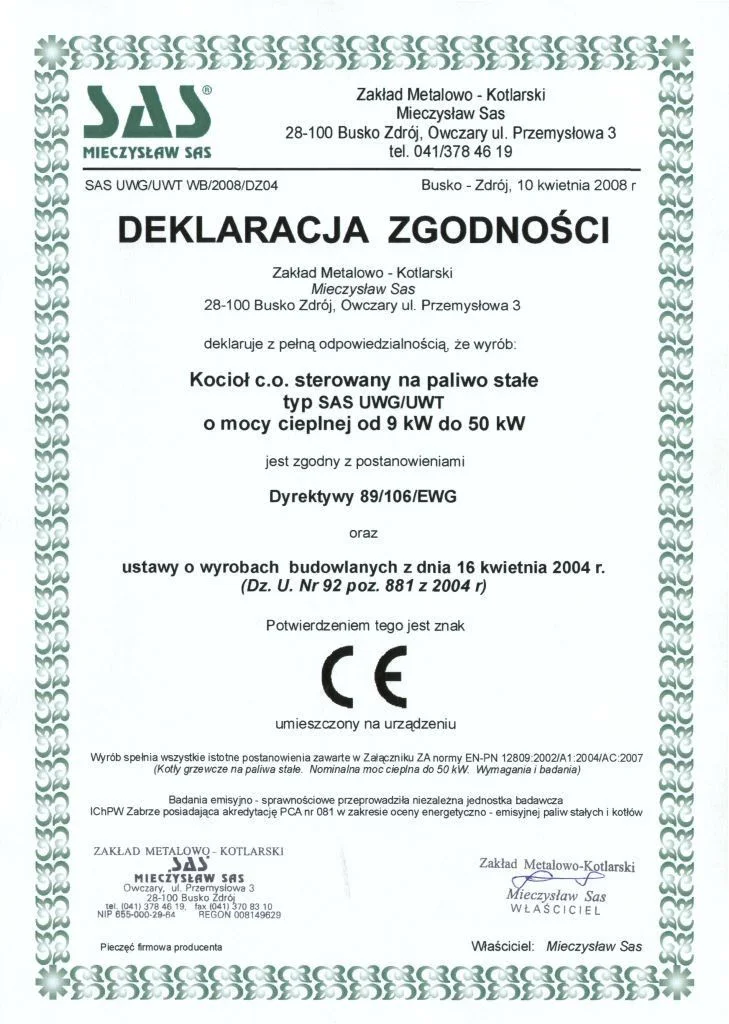 SAS®
MIECZYSŁAW SAS
Zakład Metalowo - Kotlarski
Mieczysław Sas
28-100 Busko Zdrój, Owczary ul. Przemysłowa 3
tel. 041/378 46 19
SAS UWG/UWT WB/2008/DZ04
Busko - Zdrój, 10 kwietnia 2008 r
DEKLARACJA ZGODNOŚCI
Zakład Metalowo - Kotlarski
Mieczysław Sas
28-100 Busko Zdrój, Owczary ul. Przemysłowa 3
deklaruje z pełną odpowiedzialnością, że wyrób:
Kocioł c.o. sterowany na paliwo stałe
typ SAS UWG/UWT
o mocy cieplnej od 9 kW do 50 kW
jest zgodny z postanowieniami
Dyrektywy 89/106/EWG
oraz
ustawy o wyrobach budowlanych z dnia 16 kwietnia 2004 r.
(Dz. U. Nr 92 poz. 881 z 2004 r)
Potwierdzeniem tego jest znak
CE
umieszczony na urządzeniu
Wyrób spełnia wszystkie istotne postanowienia zawarte w Załączniku ZA normy EN-PN 12809:2002/A1:2004/AC:2007
(Kotły grzewcze na paliwa stałe. Nominalna moc cieplna do 50 kW. Wymagania i badania)
Badania emisyjno - sprawnościowe przeprowadziła niezależna jednostka badawcza
IChPW Zabrze posiadająca akredytację PCA nr 081 w zakresie oceny energetyczno - emisyjnej paliw stałych i kotłów
ZAKŁAD METALOWO - KOTLARSKI
„SAS”
MIECZYSŁAW SAS
Owczary, ul. Przemysłowa 3
28-100 Busko Zdrój
tel. (041) 378 46 19, fax (041) 370 83 10
NIP 655-000-29-64 REGON 008149629
Pieczęć firmowa producenta
Zakład Metalowo-Kotlarski
Mieczysław Sas
WŁAŚCICIEL
Właściciel: Mieczysław Sas